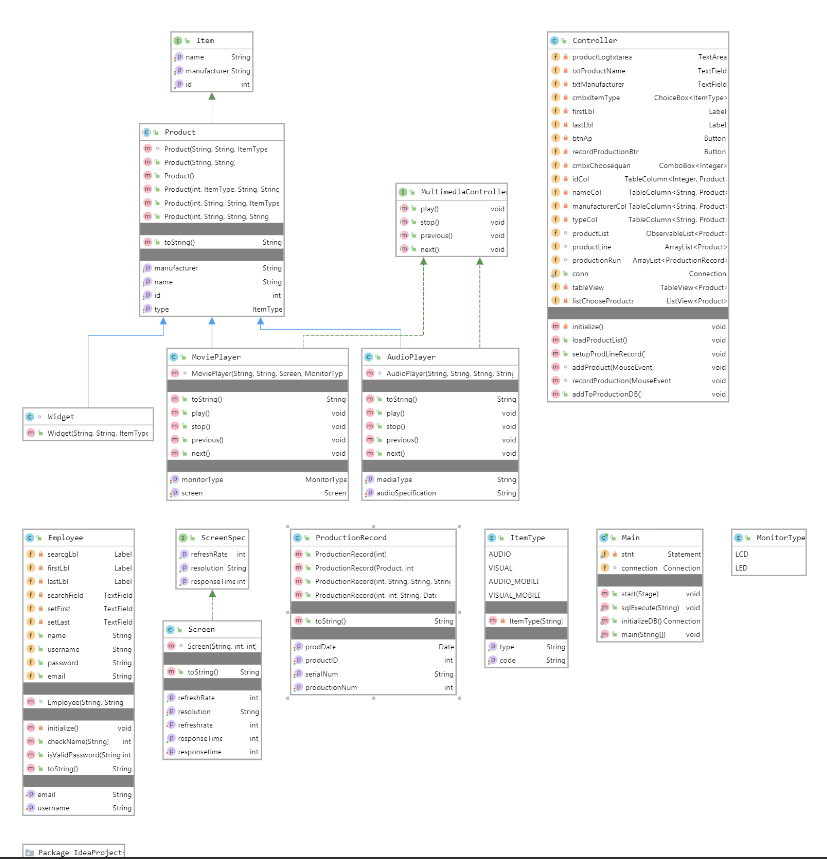 Item
name String
manufacturer String
id int
Product
Product(String, String, ItemType
Product(String, String)
Product()
Product(int, ItemType, String, String
Product(int, String, String, ItemType
Product(int, String, String, String
toString() String
manufacturer String
name String
id int
type ItemType
MultimediaController
play() void
stop() void
previous() void
next() void
Controller
productLogtxtarea TextArea
txtProductName TextField
txtManufacturer TextField
cmbxItemType ChoiceBox<ItemType>
firstLbl Label
lastLbl Label
btnAp Button
recordProductionBtr Button
cmbxChoosequan ComboBox<Integer>
idCol TableColumn<Integer, Product>
nameCol TableColumn<String, Product>
manufacturerCol TableColumn<String, Product>
typeCol TableColumn<String, Product>
productList ObservableList<Product>
productLine ArrayList<Product>
productionRun ArrayList<ProductionRecord>
conn Connection
tableView TableView<Product>
listChooseProducts ListView<Product>
initialize() void
loadProductList() void
setupProdLineRecord() void
addProduct(MouseEvent) void
recordProduction(MouseEvent void
addToProductionDB() void
MoviePlayer
MoviePlayer(String, String, Screen, MonitorTyp
toString() String
play() void
stop() void
previous() void
next() void
monitorType MonitorType
screen Screen
AudioPlayer
AudioPlayer(String, String, String, String
toString() String
play() void
stop() void
previous() void
next() void
mediaType String
audioSpecification String
Widget
Widget(String, String, ItemType
Employee
searcgLbl Label
firstLbl Label
lastLbl Label
searchField TextField
setFirst TextField
setLast TextField
name String
username String
password String
email String
Employee(String, String
initialize() void
checkName(String) int
isValidPassword(String int
toString() String
email String
username String
ScreenSpec
refreshRate int
resolution String
responseTime int
Screen
Screen(String, int, int)
toString() String
refreshRate int
resolution String
refreshrate int
responseTime int
responsetime int
ProductionRecord
ProductionRecord(int)
ProductionRecord(Product, int
ProductionRecord(int, String, String, String
ProductionRecord(int, int, String, Date
toString() String
prodDate Date
productID int
serialNum String
productionNum int
ItemType
AUDIO
VISUAL
AUDIO_MOBILE
VISUAL_MOBILE
ItemType(String)
type String
code String
Main
stnt Statement
connection Connection
start(Stage) void
sqlExecute(String) void
initializeDB() Connection
main(String[]) void
MonitorType
LCD
LED
Package IdeaProjects